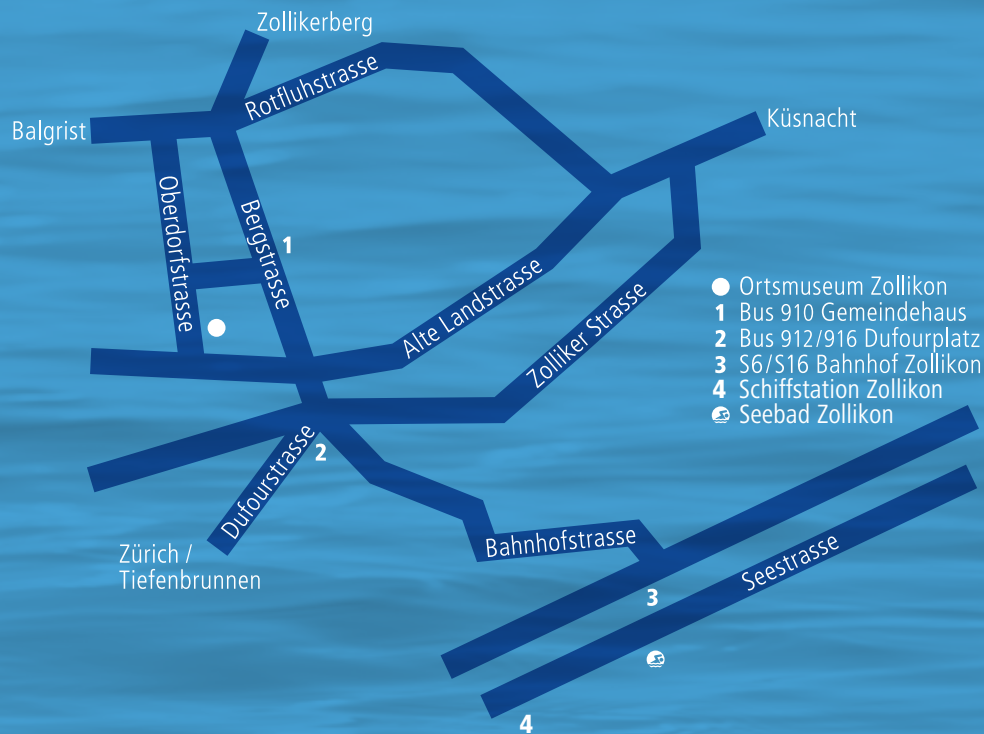 Zollikerberg
Rotfluhstrasse
Balgrist
Küsnacht
Oberdorfstrasse
Bergstrasse
1
Alte Landstrasse
Zolliker Strasse
Ortsmuseum Zollikon
1 Bus 910 Gemeindehaus
2 Bus 912/916 Dufourplatz
3 S6/S16 Bahnhof Zollikon
4 Schiffstation Zollikon
Seebad Zollikon
Dufourstrasse
2
Zürich /
Tiefenbrunnen
Bahnhofstrasse
Seestrasse
3
4